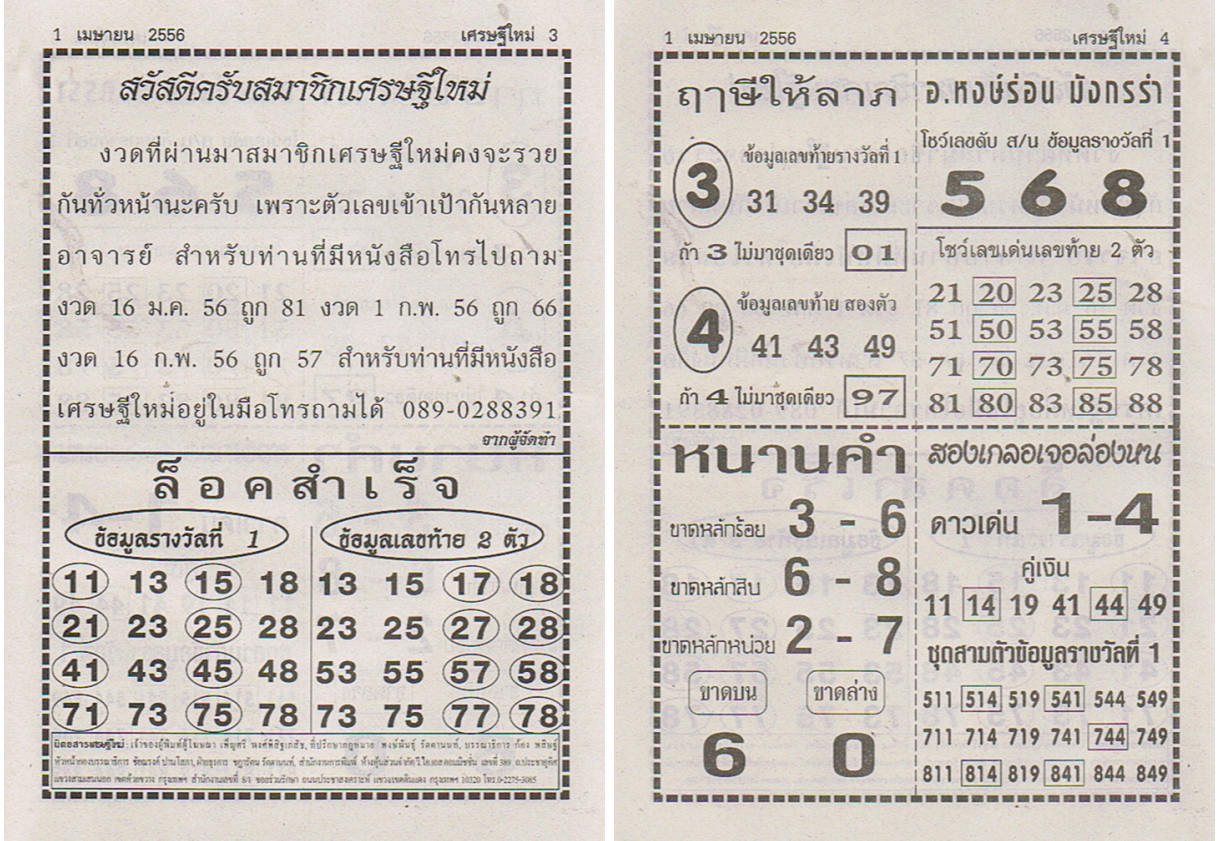 1 เมษายน 2556
เศรษฐีใหม่ 3
สวัสดีครับสมาชิกเศรษฐีใหม่
งวดที่ผ่านมาสมาชิกเศรษฐีใหม่คงจะรวย
กันทั่วหน้านะครับ เพราะตัวเลขเข้าเป้ากันหลาย
อาจารย์ สำหรับท่านที่มีหนังสือโทรไปถาม
งวด 16 ม.ค. 56 ถูก 81 งวด 1 ก.พ. 56 ถูก 66
งวด 16 ก.พ. 56 ถูก 57 สำหรับท่านที่มีหนังสือ
เศรษฐีใหม่อยู่ในมือโทรถามได้ 089-0288391
จากผู้จัดทำ
ล็อคสำเร็จ
ข้อมูลรางวัลที่ 1
11 13 15 18
21 23 25 28
41 43 45 48
71 73 75 78
ข้อมูลเลขท้าย 2 ตัว
13 15 17 18
23 25 27 28
53 55 57 58
73 75 77 78
1 เมษายน 2556
เศรษฐีใหม่ 4
ฤาษีให้ลาภ
3
ข้อมูลเลขท้ายรางวัลที่ 1
31 34 39
ถ้า 3 ไม่มาชุดเดียว 01
4
ข้อมูลเลขท้าย สองตัว
41 43 49
ถ้า 4 ไม่มาชุดเดียว 97
อ.หงษ์ร่อน มังกรร่า
โชว์เลขดับ ส/น ข้อมูลรางวัลที่ 1
5 6 8
โชว์เลขเด่นเลขท้าย 2 ตัว
21 20 23 25 28
51 50 53 55 58
71 70 73 75 78
81 80 83 85 88
หนานคำ
ขาดหลักร้อย 3 - 6
ขาดหลักสิบ 6 - 8
ขาดหลักหน่วย 2 - 7
ขาดบน ขาดล่าง
6 0
สองเกลอเจอล่องหน
ดาวเด่น 1-4
คู่เงิน
11 14 19 41 44 49
ชุดสามตัวข้อมูลรางวัลที่ 1
511 514 519 541 544 549
711 714 719 741 744 749
811 814 819 841 844 849